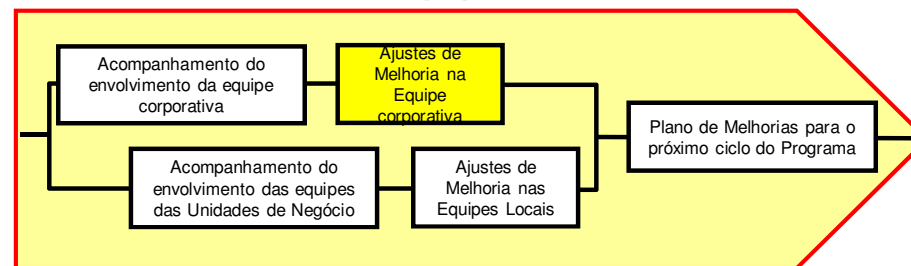 Acompanhamento do
envolvimento da equipe
corporativa
Ajustes de
Melhoria na
Equipe
corporativa
Plano de Melhorias para o
próximo ciclo do Programa
Acompanhamento do
envolvimento das equipes
das Unidades de Negócio
Ajustes de
Melhoria nas
Equipes Locais